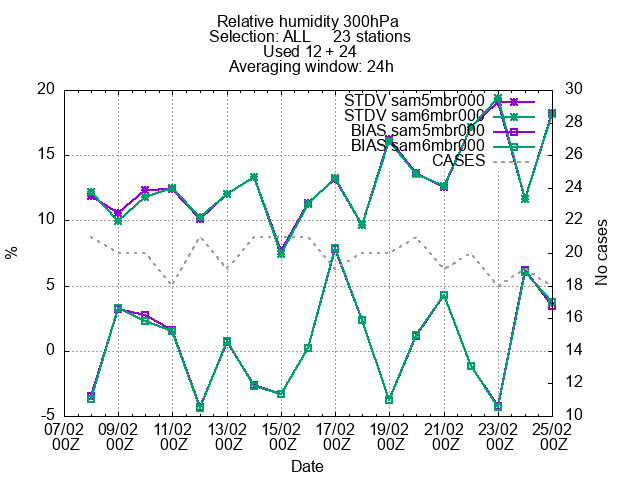 Relative humidity 300hPa
Selection: ALL 23 stations
Used 12 + 24
Averaging window: 24h
STDV sam5mbr000
STDV sam6mbr000
BIAS sam5mbr000
BIAS sam6mbr000
CASES
20
15
10
5
0
-5
%
30
28
26
24
22
20
18
16
14
12
10
No cases
07/02 09/02 11/02 13/02 15/02 17/02 19/02 21/02 23/02 25/02
00Z 00Z 00Z 00Z 00Z 00Z 00Z 00Z 00Z 00Z
Date